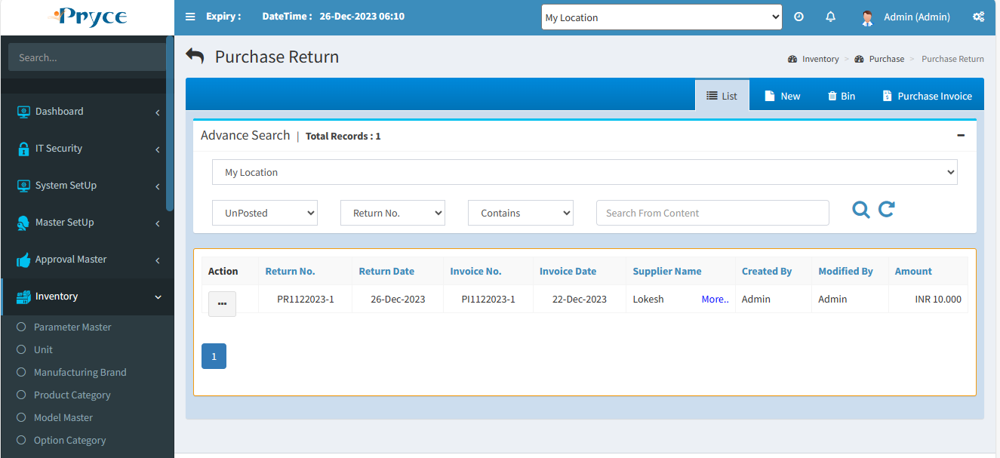 Pryce
Expiry : DateTime : 26-Dec-2023 06:10 My Location Admin (Admin)
Search...
Dashboard
IT Security
System SetUp
Master SetUp
Approval Master
Inventory
Parameter Master
Unit
Manufacturing Brand
Product Category
Model Master
Option Category
Purchase Return
Inventory > Purchase > Purchase Return
List New Bin Purchase Invoice
Advance Search | Total Records : 1
My Location
UnPosted Return No. Contains Search From Content
Action Return No. Return Date Invoice No. Invoice Date Supplier Name Created By Modified By Amount
... PR1122023-1 26-Dec-2023 PI1122023-1 22-Dec-2023 Lokesh More.. Admin Admin INR 10.000
1